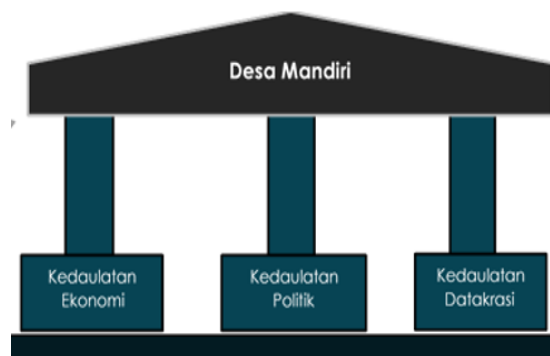 Desa Mandiri
Kedaulatan
Ekonomi
Kedaulatan
Politik
Kedaulatan
Datakrasi